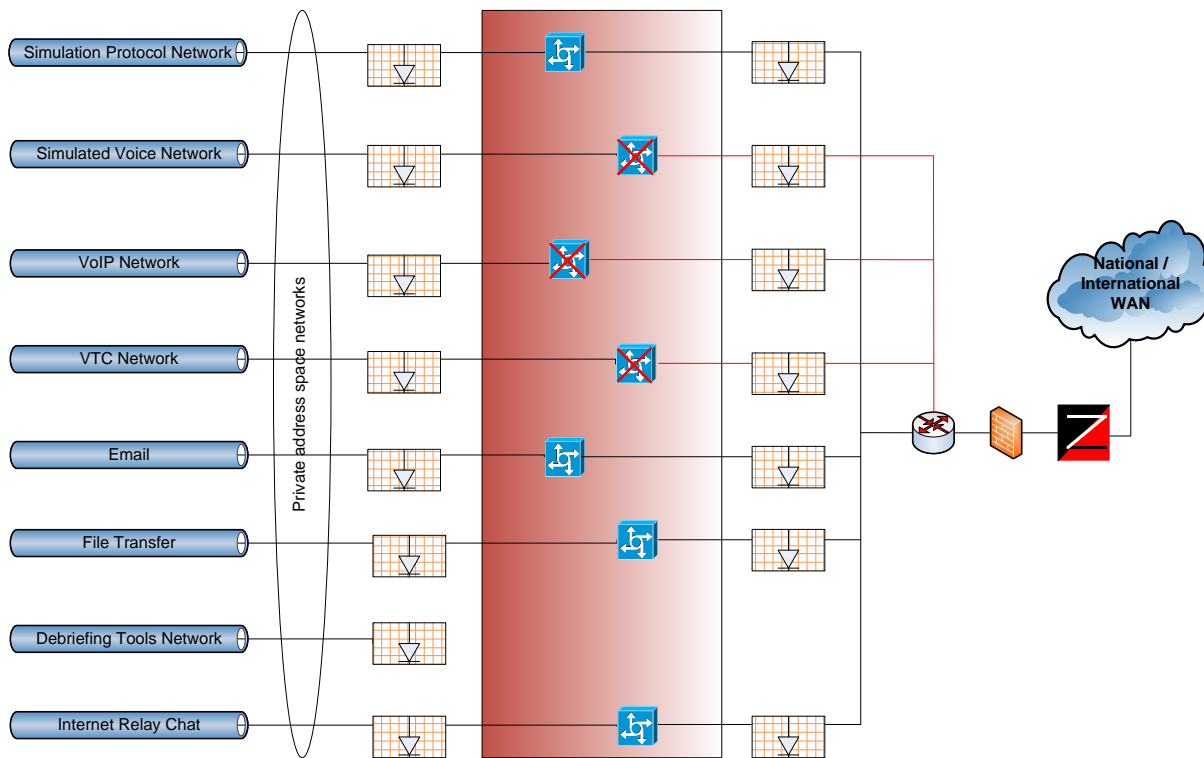 Simulation Protocol Network
Simulated Voice Network
VoIP Network
VTC Network
Email
File Transfer
Debriefing Tools Network
Internet Relay Chat
Private address space networks
National /
International
WAN